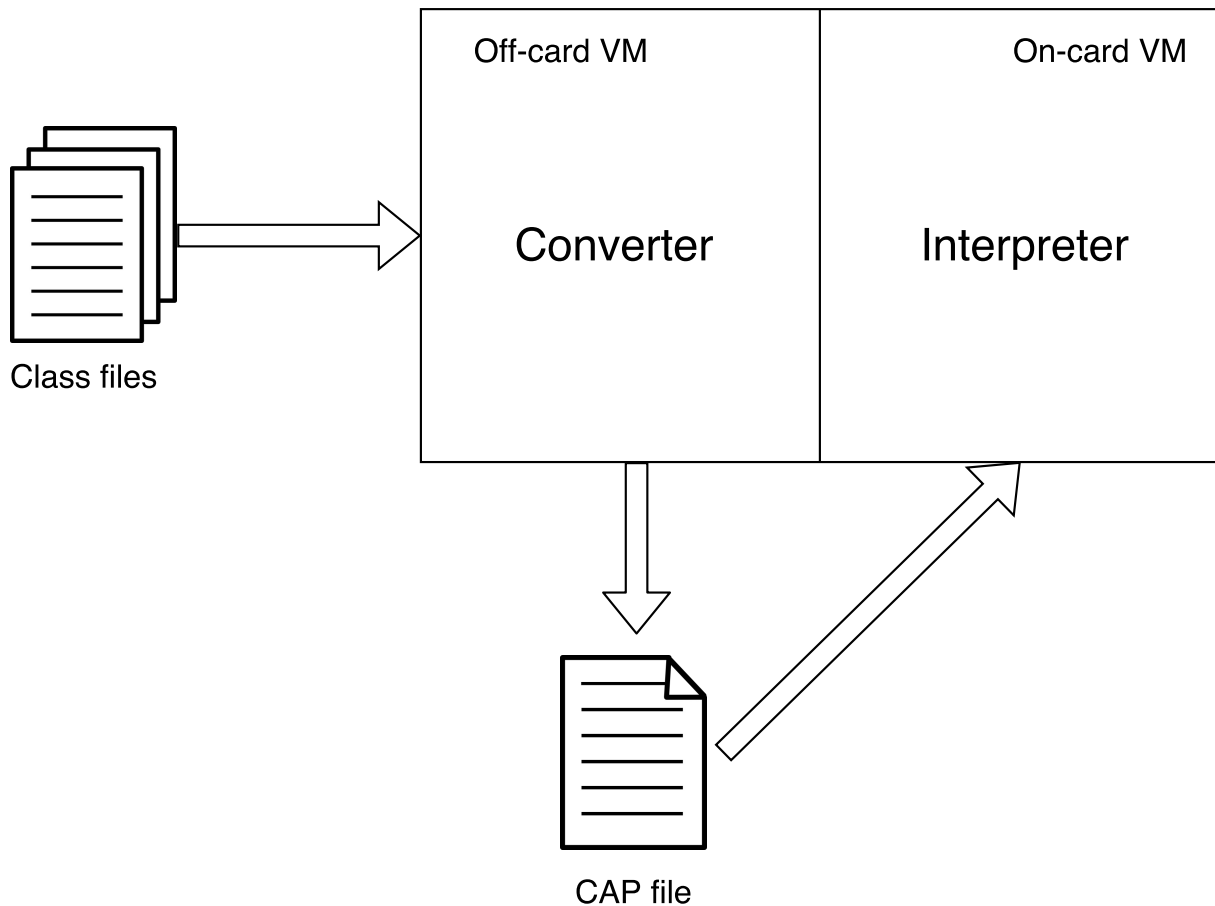 Off-card VM
On-card VM
Converter
Interpreter
Class files
CAP file